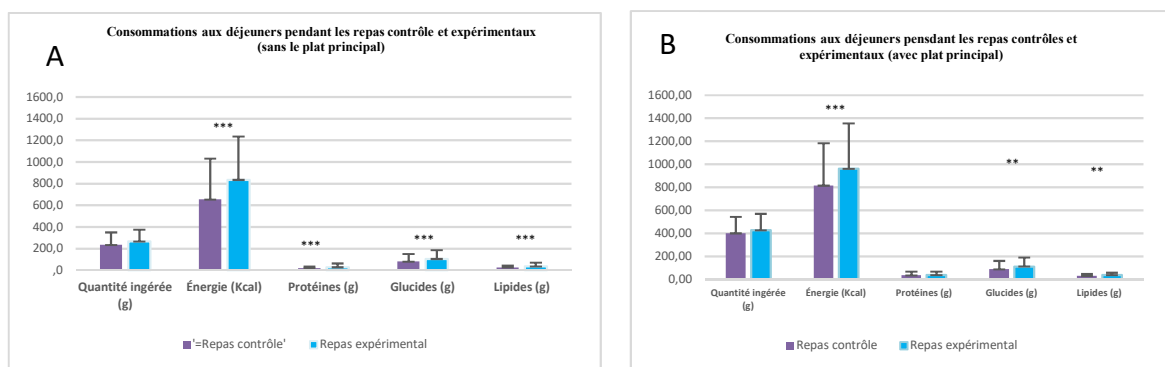 A
Consommations aux déjeuners pendant les repas contrôle et expérimentaux
(sans le plat principal)
1600,0
1400,0
1200,0
1000,0
800,0
600,0
400,0
200,0
,0
***
***
***
***
Quantité ingérée
(g)
Énergie (Kcal)
Protéines (g)
Glucides (g)
Lipides (g)
'=Repas contrôle'
Repas expérimental
B
Consommations aux déjeuners pensdant les repas contrôles et
expérimentaux (avec plat principal)
1600,00
1400,00
1200,00
1000,00
800,00
600,00
400,00
200,00
0,00
***
**
**
Quantité ingérée
(g)
Énergie (Kcal)
Protéines (g)
Glucides (g)
Lipides (g)
Repas contrôle
Repas expérimental